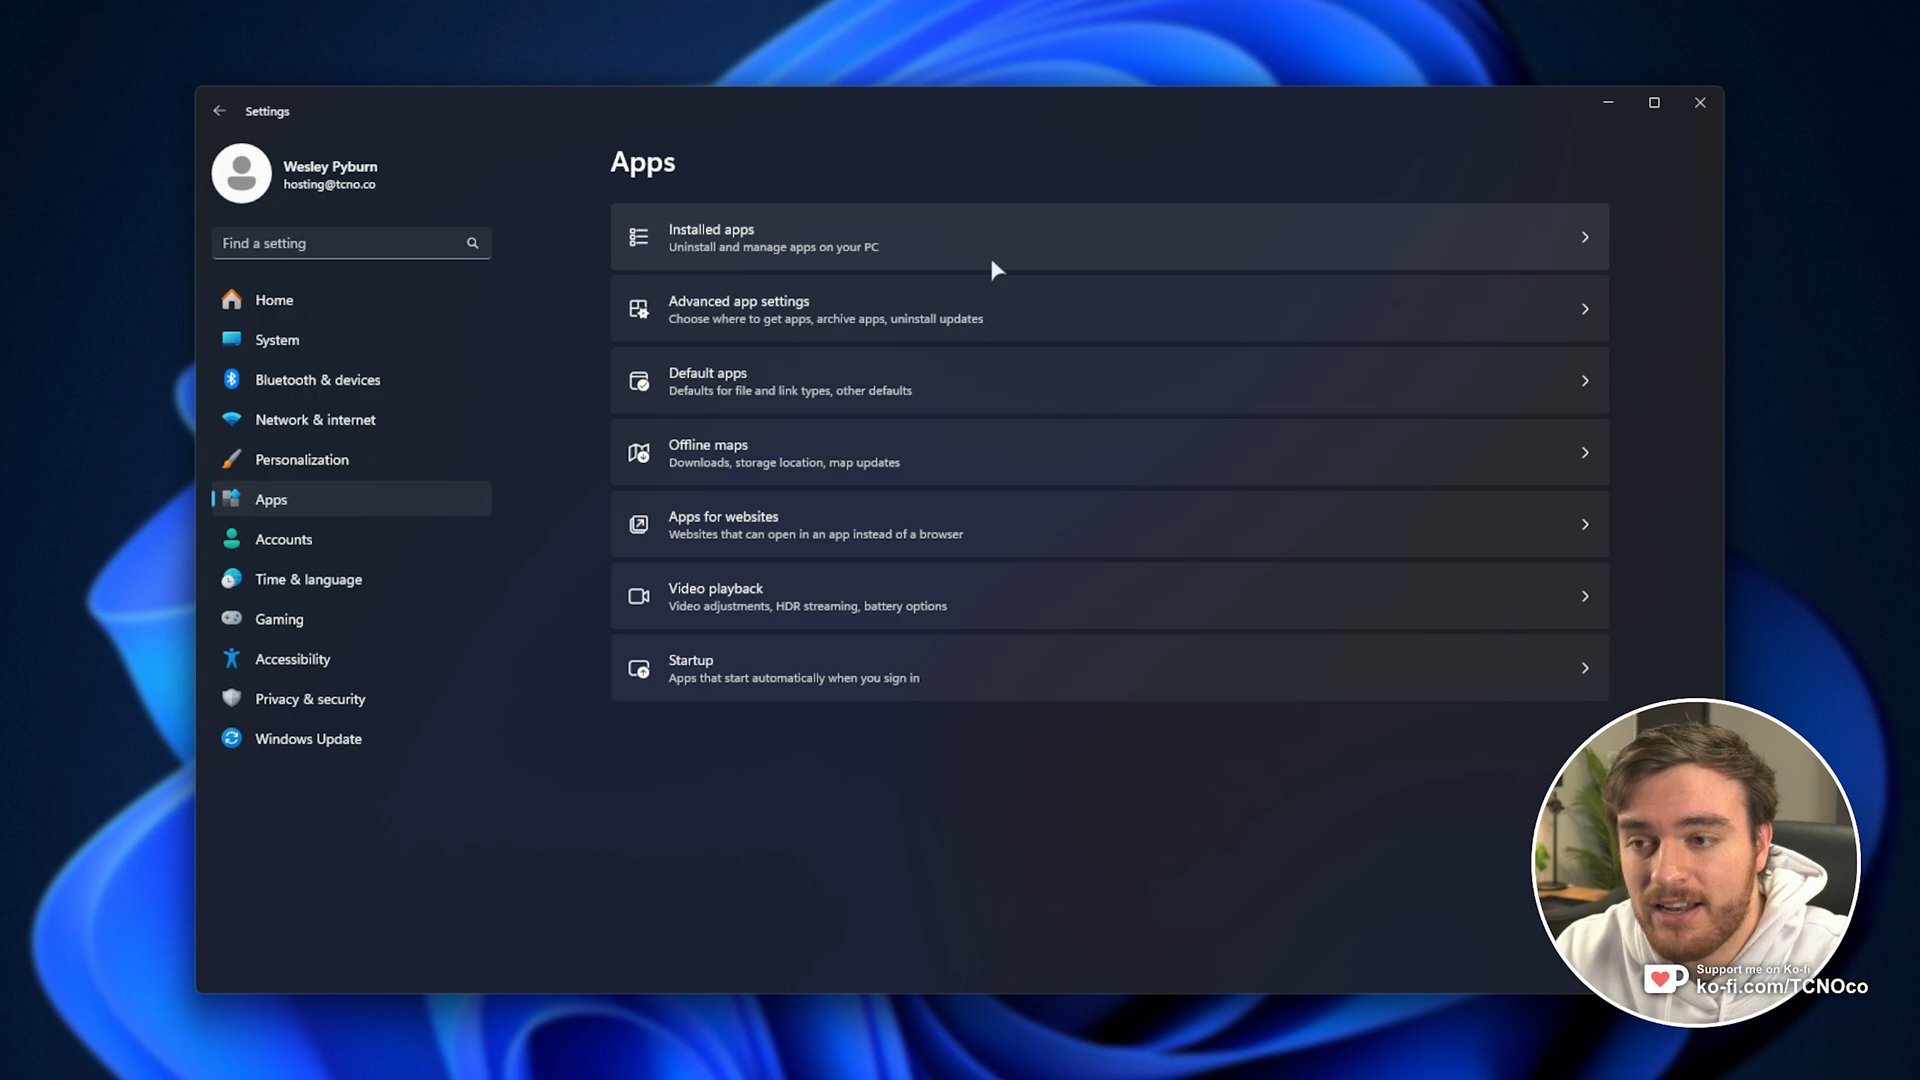 Settings
Wesley Pyburn
hosting@tcno.co
Find a setting
Home
System
Bluetooth & devices
Network & internet
Personalization
Apps
Accounts
Time & language
Gaming
Accessibility
Privacy & security
Windows Update
Apps
Installed apps
Uninstall and manage apps on your PC
Advanced app settings
Choose where to get apps, archive apps, uninstall updates
Default apps
Defaults for file and link types, other defaults
Offline maps
Downloads, storage location, map updates
Apps for websites
Websites that can open in an app instead of a browser
Video playback
Video adjustments, HDR streaming, battery options
Startup
Apps that start automatically when you sign in
Support me on Ko-fi
ko-fi.com/TCNOco